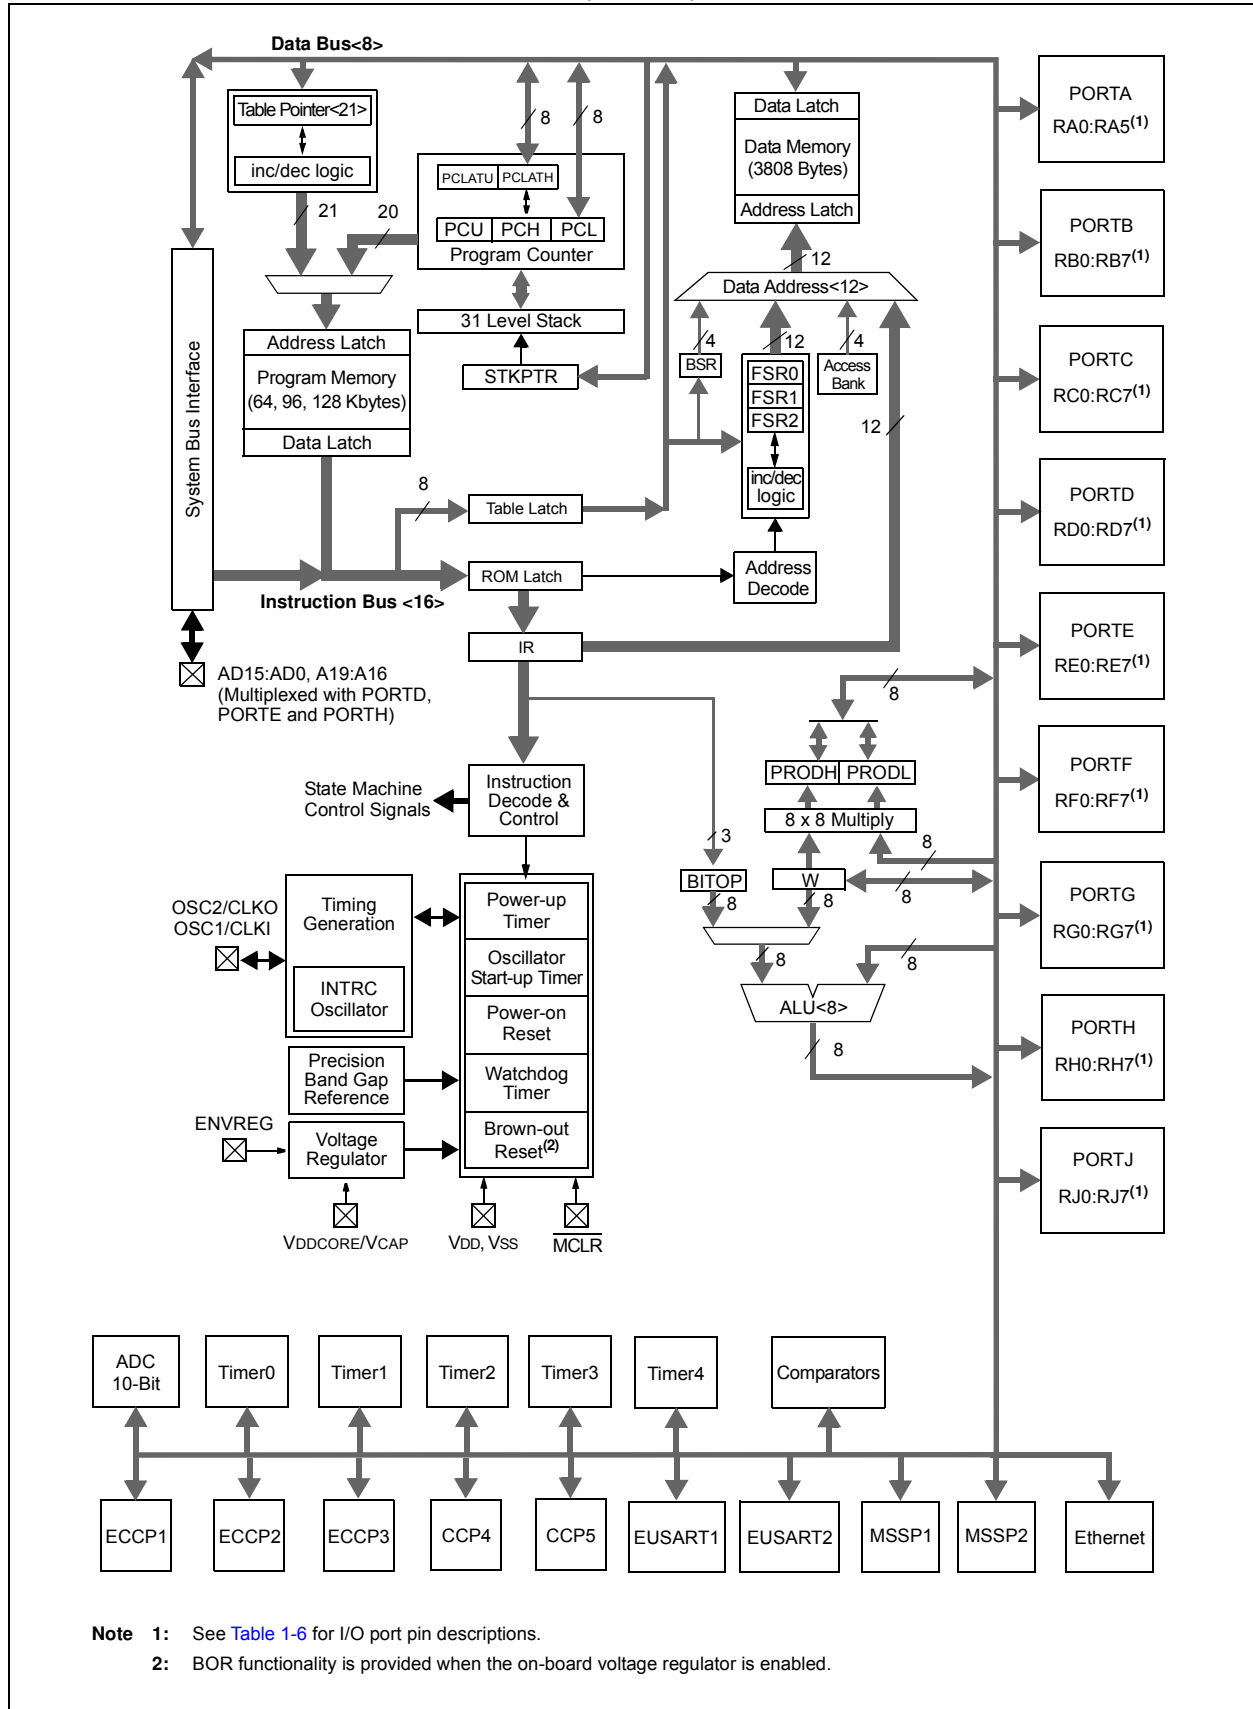 Data Bus<8>
Table Pointer<21>
inc/dec logic
21
20
8
8
PCLATU PCLATH
PCU PCH PCL
Program Counter
31 Level Stack
STKPTR
System Bus Interface
Address Latch
Program Memory
(64, 96, 128 Kbytes)
Data Latch
8
Table Latch
ROM Latch
Instruction Bus <16>
IR
AD15:AD0, A19:A16
(Multiplexed with PORTD,
PORTE and PORTH)
Data Latch
Data Memory
(3808 Bytes)
Address Latch
12
Data Address<12>
4
12
4
BSR
FSR0
FSR1
FSR2
inc/dec
logic
Access
Bank
12
Address
Decode
8
PRODH PRODL
8 x 8 Multiply
3
8
BITOP
W
8
8
8
8
8
ALU<8>
8
State Machine
Control Signals
Instruction
Decode &
Control
OSC2/CLKO
OSC1/CLKI
Timing
Generation
INTRC
Oscillator
Power-up
Timer
Oscillator
Start-up Timer
Power-on
Reset
Watchdog
Timer
Brown-out
Reset(2)
Precision
Band Gap
Reference
ENVREG
Voltage
Regulator
VDDCORE/VCAP
VDD, VSS
MCLR
PORTA
RA0:RA5(1)
PORTB
RB0:RB7(1)
PORTC
RC0:RC7(1)
PORTD
RD0:RD7(1)
PORTE
RE0:RE7(1)
PORTF
RF0:RF7(1)
PORTG
RG0:RG7(1)
PORTH
RH0:RH7(1)
PORTJ
RJ0:RJ7(1)
ADC
10-Bit
Timer0
Timer1
Timer2
Timer3
Timer4
Comparators
ECCP1
ECCP2
ECCP3
CCP4
CCP5
EUSART1
EUSART2
MSSP1
MSSP2
Ethernet
Note 1: See Table 1-6 for I/O port pin descriptions.
2: BOR functionality is provided when the on-board voltage regulator is enabled.